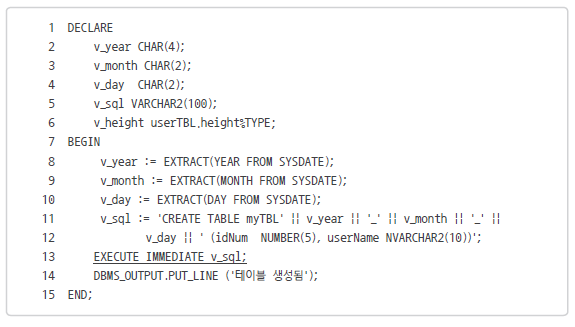 1 DECLARE
2 v_year CHAR(4);
3 v_month CHAR(2);
4 v_day CHAR(2);
5 v_sql VARCHAR2(100);
6 v_height userTBL.height%TYPE;
7 BEGIN
8 v_year := EXTRACT(YEAR FROM SYSDATE);
9 v_month := EXTRACT(MONTH FROM SYSDATE);
10 v_day := EXTRACT(DAY FROM SYSDATE);
11 v_sql := 'CREATE TABLE myTBL' || v_year || '_' || v_month || '_' ||
12 v_day || ' (idNum NUMBER(5), userName NVARCHAR2(10))';
13 EXECUTE IMMEDIATE v_sql;
14 DBMS_OUTPUT.PUT_LINE ('테이블 생성됨');
15 END;